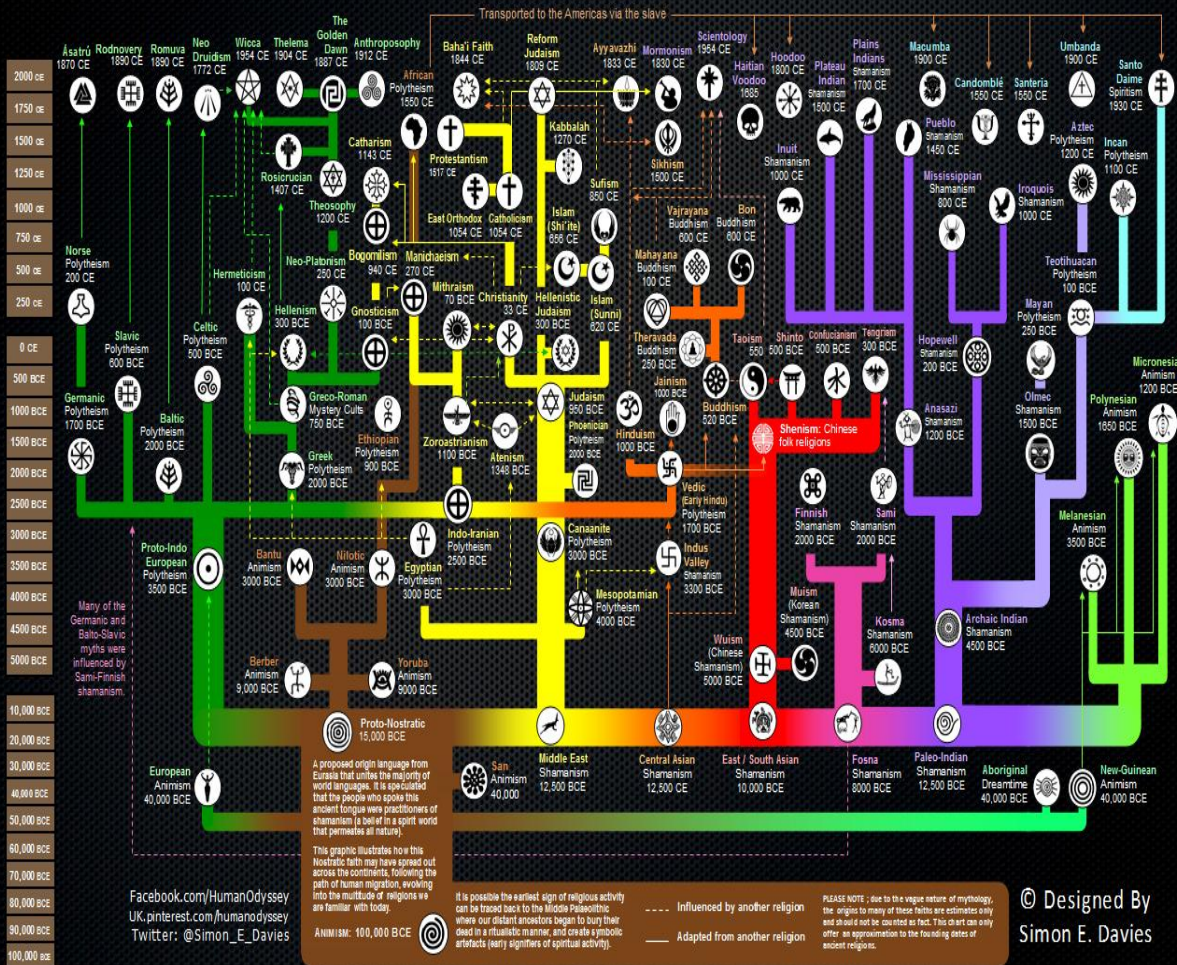 Transported to the Americas via the slave
Ásatrú
1870 CE
Rodnovery
1890 CE
Romuva
1890 CE
Neo
Druidism
1772 CE
Wicca
1954 CE
Thelema
1904 CE
The
Golden
Dawn
1887 CE
Anthroposophy
1912 CE
African
Polytheism
1550 CE
Baha'i Faith
1844 CE
Reform
Judaism
1809 CE
Ayyavazhi
1833 CE
Mormonism
1830 CE
Scientology
1954 CE
Haitian
Voodoo
1885
Hoodoo
1800 CE
Plateau
Indian
Shamanism
1500 CE
Plains
Indians
Shamanism
1700 CE
Macumba
1900 CE
Candomblé
1550 CE
Santeria
1550 CE
Umbanda
1900 CE
Santo
Daime
Spiritism
1930 CE
2000 CE
1750 CE
1500 CE
1250 CE
1000 CE
750 CE
500 CE
250 CE
0 CE
500 BCE
1000 BCE
1500 BCE
2000 BCE
2500 BCE
3000 BCE
3500 BCE
4000 BCE
4500 BCE
5000 BCE
10,000 BCE
20,000 BCE
30,000 BCE
40,000 BCE
50,000 BCE
60,000 BCE
70,000 BCE
80,000 BCE
90,000 BCE
100,000 BCE
Rosicrucian
1407 CE
Theosophy
1200 CE
Catharism
1143 CE
Protestantism
1517 CE
East Orthodox
1054 CE
Catholicism
1054 CE
Kabbalah
1270 CE
Sufism
850 CE
Sikhism
1500 CE
Inuit
Shamanism
1000 CE
Pueblo
Shamanism
1450 CE
Mississippian
Shamanism
800 CE
Iroquois
Shamanism
1000 CE
Aztec
Polytheism
1200 CE
Incan
Polytheism
1100 CE
Norse
Polytheism
200 CE
Slavic
Polytheism
600 BCE
Celtic
Polytheism
500 BCE
Hermeticism
100 CE
Neo-Platonism
250 CE
Hellenism
300 BCE
Bogomilism
940 CE
Manichaeism
270 CE
Gnosticism
100 BCE
Mithraism
70 BCE
Christianity
33 CE
Islam
(Shi'ite)
656 CE
Hellenistic
Judaism
300 BCE
Islam
(Sunni)
620 CE
Mahayana
Buddhism
100 CE
Vajrayana
Buddhism
600 CE
Bon
Buddhism
600 CE
Theravada
Buddhism
250 BCE
Taoism
550
Shinto
500 BCE
Confucianism
500 BCE
Tengriam
300 BCE
Hopewell
Shamanism
200 BCE
Teotihuacan
Polytheism
100 BCE
Mayan
Polytheism
250 BCE
Germanic
Polytheism
1700 BCE
Baltic
Polytheism
2000 BCE
Greco-Roman
Mystery Cults
750 BCE
Greek
Polytheism
2000 BCE
Ethiopian
Polytheism
900 BCE
Zoroastrianism
1100 BCE
Atenism
1348 BCE
Judaism
950 BCE
Phoenician
Polytheism
2000 BCE
Hinduism
1000 BCE
Jainism
1000 BCE
Buddhism
520 BCE
Shenism: Chinese
folk religions
Anasazi
Shamanism
1200 BCE
Olmec
Shamanism
1500 BCE
Polynesian
Animism
1650 BCE
Micronesia
Animism
1200 BCE
Vedic
(Early Hindu)
Polytheism
1700 BCE
Finnish
Shamanism
2000 BCE
Sami
Shamanism
2000 BCE
Melanesian
Animism
3500 BCE
Proto-Indo
European
Polytheism
3500 BCE
Bantu
Animism
3000 BCE
Nilotic
Animism
3000 BCE
Egyptian
Polytheism
3000 BCE
Indo-Iranian
Polytheism
2500 BCE
Canaanite
Polytheism
3000 BCE
Mesopotamian
Polytheism
4000 BCE
Indus
Valley
Shamanism
3300 BCE
Many of the
Germanic and
Balto-Slavic
myths were
influenced by
Sami-Finnish
shamanism.
Berber
Animism
9,000 BCE
Yoruba
Animism
9000 BCE
Wuism
(Chinese
Shamanism)
5000 BCE
Muism
(Korean
Shamanism)
4500 BCE
Kosma
Shamanism
6000 BCE
Archaic Indian
Shamanism
4500 BCE
Proto-Nostratic
15,000 BCE
European
Animism
40,000 BCE
San
Animism
40,000
Middle East
Shamanism
12,500 BCE
Central Asian
Shamanism
12,500 CE
East / South Asian
Shamanism
10,000 BCE
Fosna
Shamanism
8000 BCE
Paleo-Indian
Shamanism
12,500 BCE
Aboriginal
Dreamtime
40,000 BCE
New-Guinean
Animism
40,000 BCE
A proposed origin language from
Eurasia that unites the majority of
world languages. It is speculated
that the people who spoke this
ancient tongue were practitioners of
shamanism (a belief in a spirit world
that permeates all nature).
This graphic illustrates how this
Nostratic faith may have spread out
across the continents, following the
path of human migration, evolving
into the multitude of religions we
are familiar with today.
ANIMISM: 100,000 BCE
It is possible the earliest sign of religious activity
can be traced back to the Middle Palaeolithic
where our distant ancestors began to bury their
dead in a ritualistic manner, and create symbolic
artefacts (early signifiers of spiritual activity).
Influenced by another religion
Adapted from another religion
PLEASE NOTE ; due to the vague nature of mythology,
the origins to many of these faiths are estimates only
and should not be counted as fact. This chart can only
offer an approximation to the founding dates of
ancient religions.
Facebook.com/HumanOdyssey
UK.pinterest.com/humanodyssey
Twitter: @Simon_E_Davies
© Designed By
Simon E. Davies